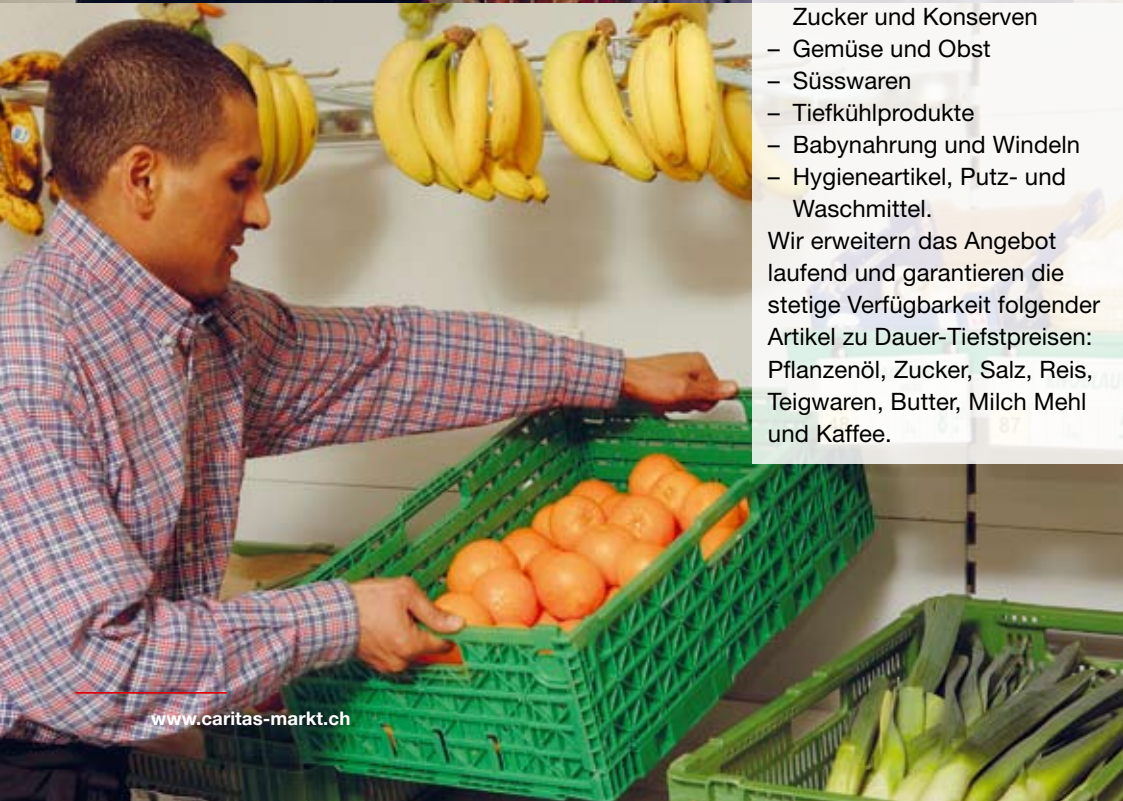 Zucker und Konserven
– Gemüse und Obst
– Süsswaren
– Tiefkühlprodukte
– Babynahrung und Windeln
– Hygieneartikel, Putz- und
Waschmittel.
Wir erweitern das Angebot
laufend und garantieren die
stetige Verfügbarkeit folgender
Artikel zu Dauer-Tiefstpreisen:
Pflanzenöl, Zucker, Salz, Reis,
Teigwaren, Butter, Milch Mehl
und Kaffee.
87
www.caritas-markt.ch